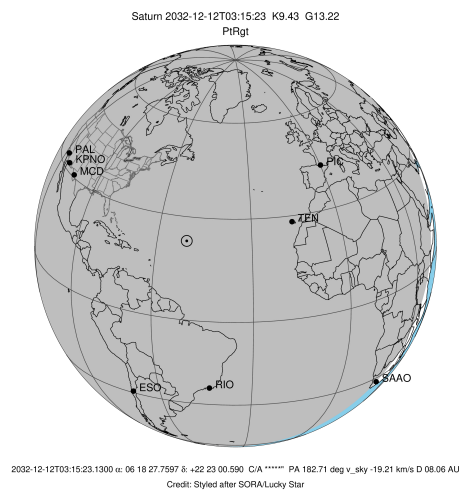 Saturn 2032-12-12T03:15:23 K9.43 G13.22
PtRgt
PAL
KPNO
MCD
PIC
TEN
ESO
RIO
SAAO
2032-12-12T03:15:23.1300 α: 06 18 27.7597 δ: +22 23 00.590 C/A *****" PA 182.71 deg v_sky -19.21 km/s D 08.06 AU
Credit: Styled after SORA/Lucky Star